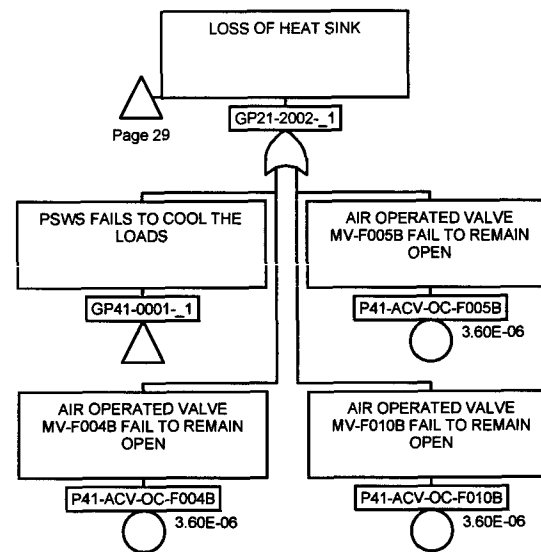 LOSS OF HEAT SINK
Page 29
GP21-2002-_1
PSWS FAILS TO COOL THE
LOADS
GP41-0001-_1
AIR OPERATED VALVE
MV-F005B FAIL TO REMAIN
OPEN
P41-ACV-OC-F005B
3.60E-06
AIR OPERATED VALVE
MV-F004B FAIL TO REMAIN
OPEN
P41-ACV-OC-F004B
3.60E-06
AIR OPERATED VALVE
MV-F010B FAIL TO REMAIN
OPEN
P41-ACV-OC-F010B
3.60E-06